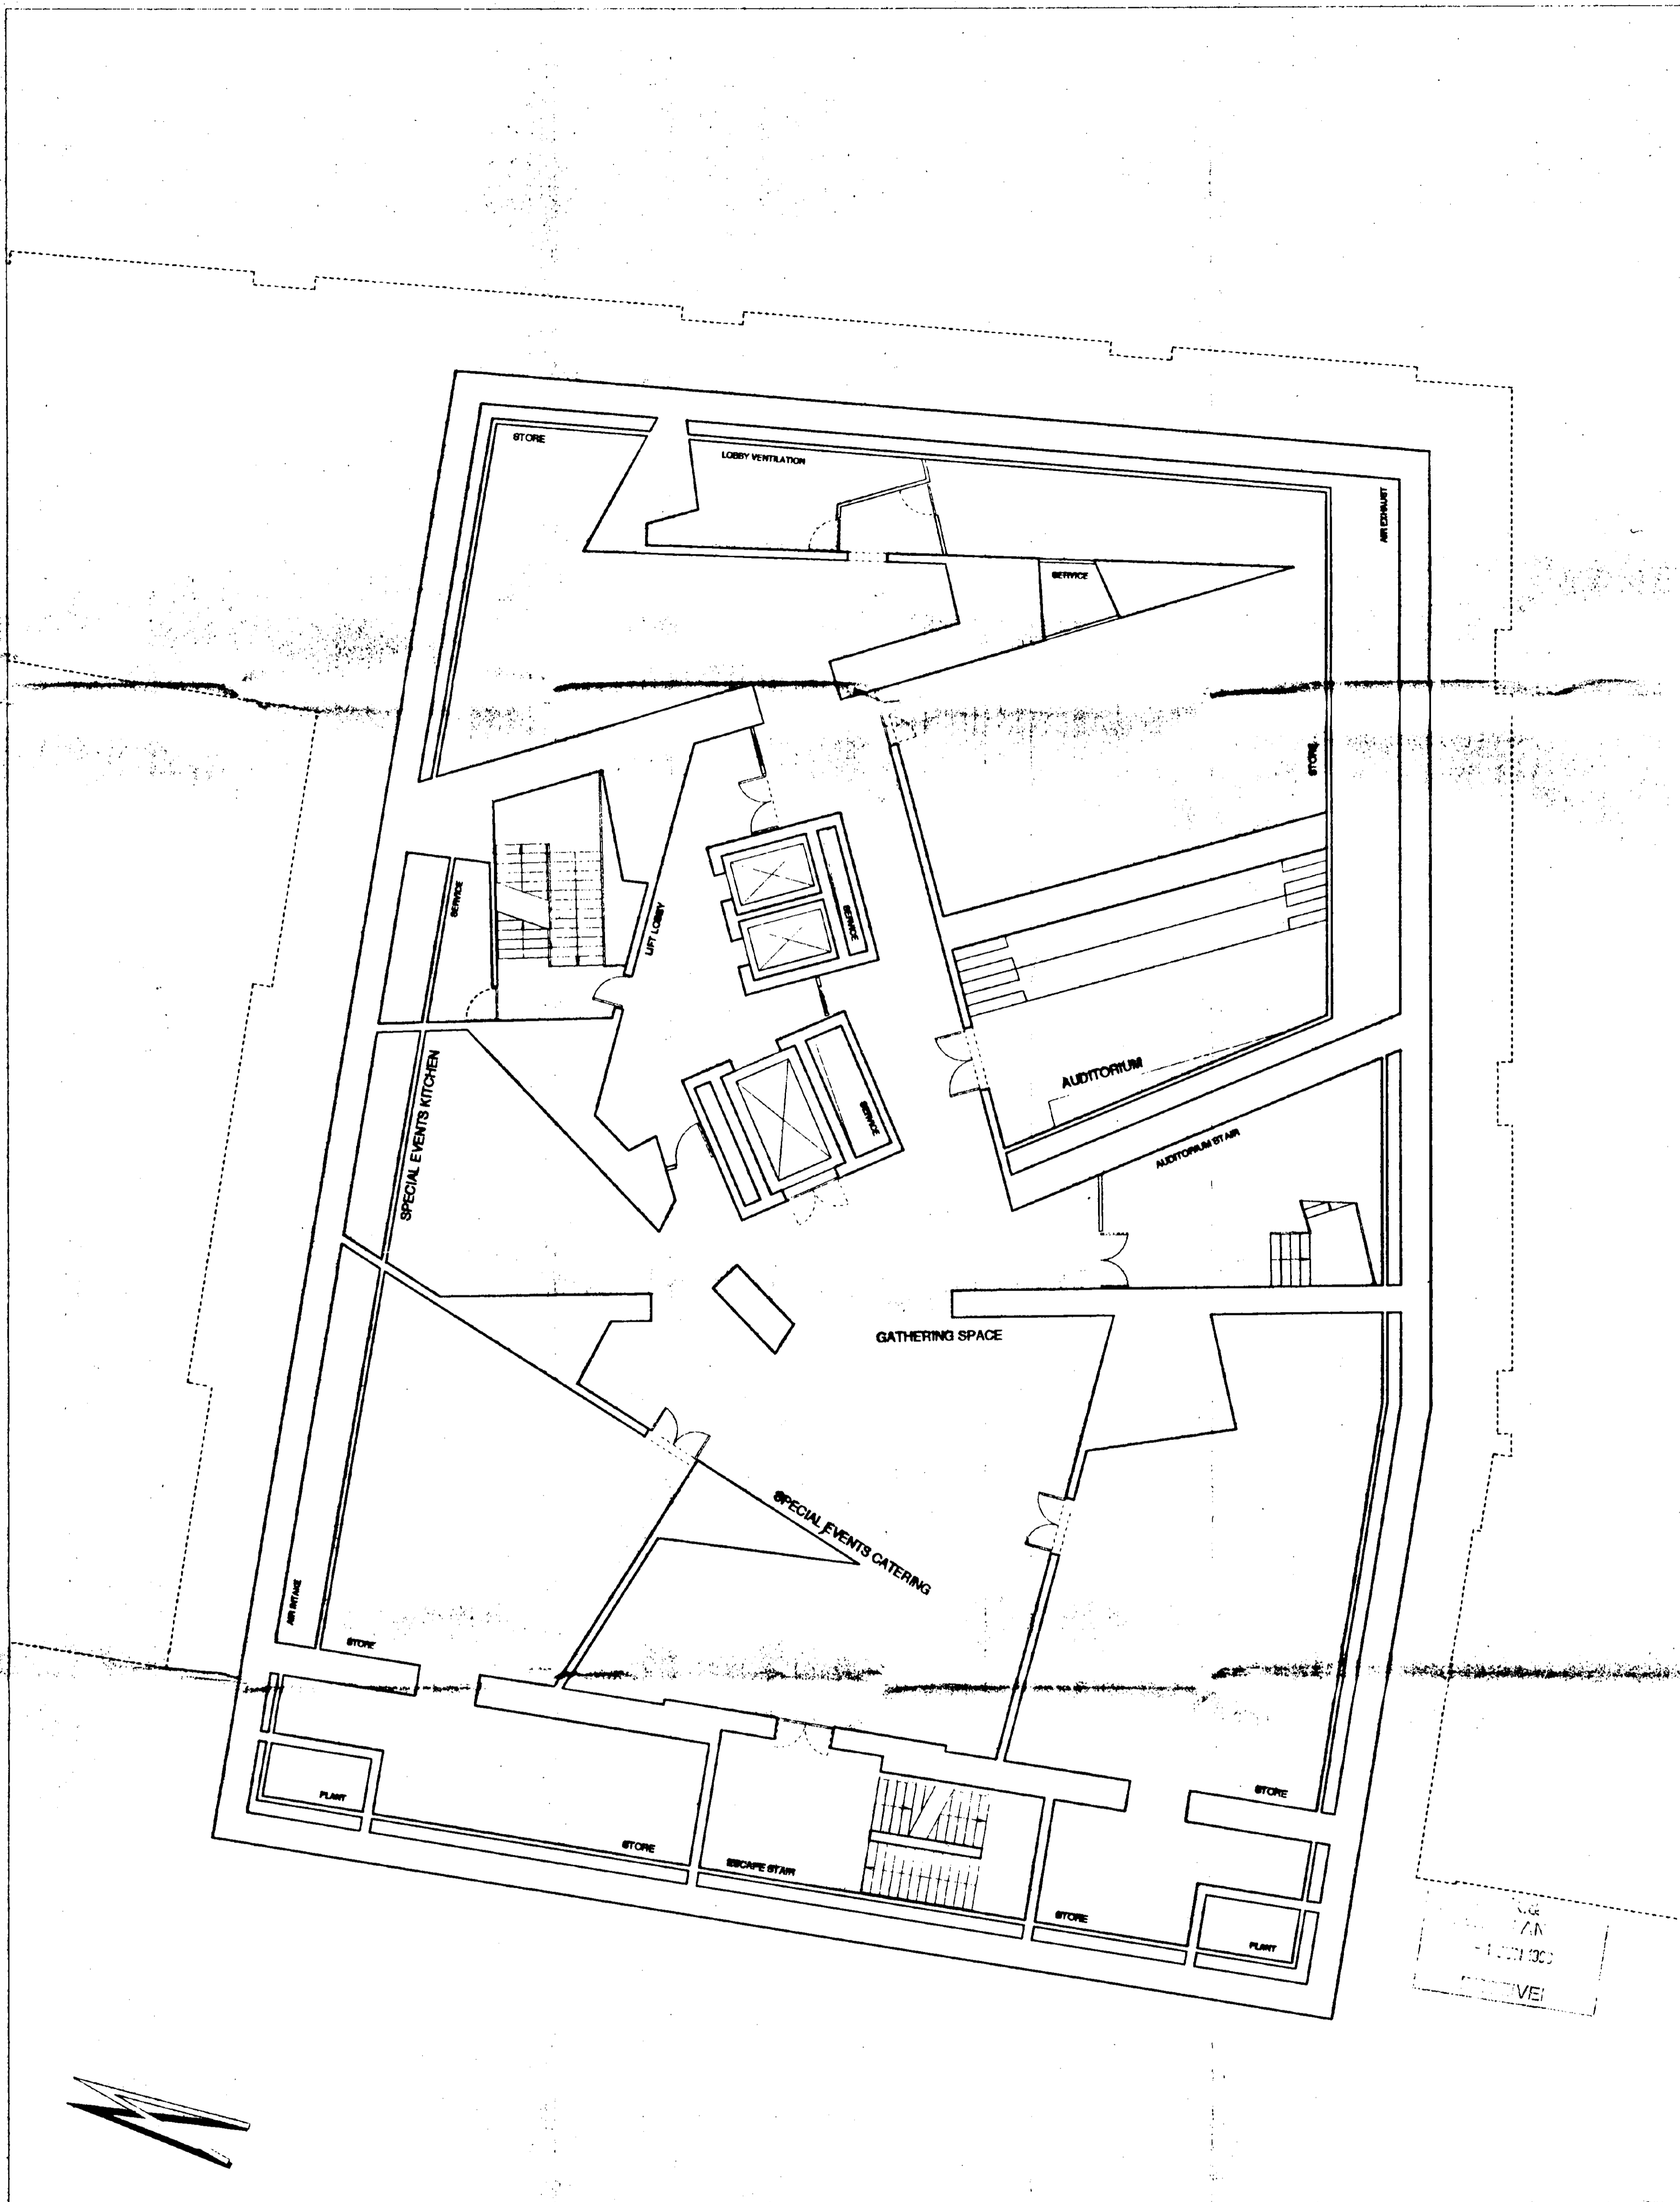 STORE
LOBBY VENTILATION
AIR EXHAUST
SERVICE
STORE
SERVICE
LIFT LOBBY
SERVICE
SPECIAL EVENTS KITCHEN
AUDITORIUM
SERVICE
AUDITORIUM STAIR
GATHERING SPACE
SPECIAL EVENTS CATERING
AIR INTAKE
STORE
STORE
PLANT
STORE
ESCAPE STAIR
STORE
PLANT